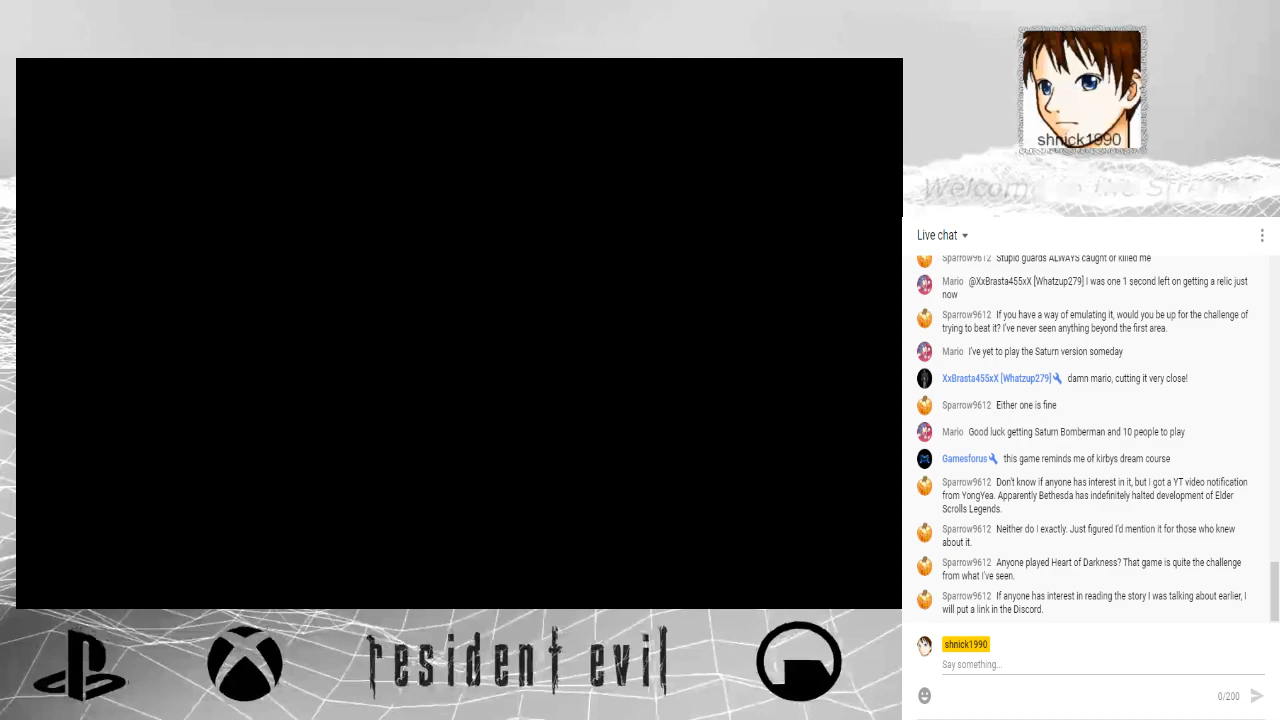 shnick1990
Welcom
Live chat
Sparrow9612 Stupid guards ALWAYS caught or killed me
Mario @XxBrasta455xX [Whatzup279] I was one 1 second left on getting a relic just
now
Sparrow9612 If you have a way of emulating it, would you be up for the challenge of
trying to beat it? I've never seen anything beyond the first area.
Mario I've yet to play the Saturn version someday
XxBrasta455xX [Whatzup279] damn mario, cutting it very close!
Sparrow9612 Either one is fine
Mario Good luck getting Saturn Bomberman and 10 people to play
Gamesforus this game reminds me of kirbys dream course
Sparrow9612 Don't know if anyone has interest in it, but I got a YT video notification
from YongYea. Apparently Bethesda has indefinitely halted development of Elder
Scrolls Legends.
Sparrow9612 Neither do I exactly. Just figured I'd mention it for those who knew
about it.
Sparrow9612 Anyone played Heart of Darkness? That game is quite the challenge
from what I've seen.
Sparrow9612 If anyone has interest in reading the story I was talking about earlier, I
will put a link in the Discord.
shnick1990
Say something...
0/200
resident evil